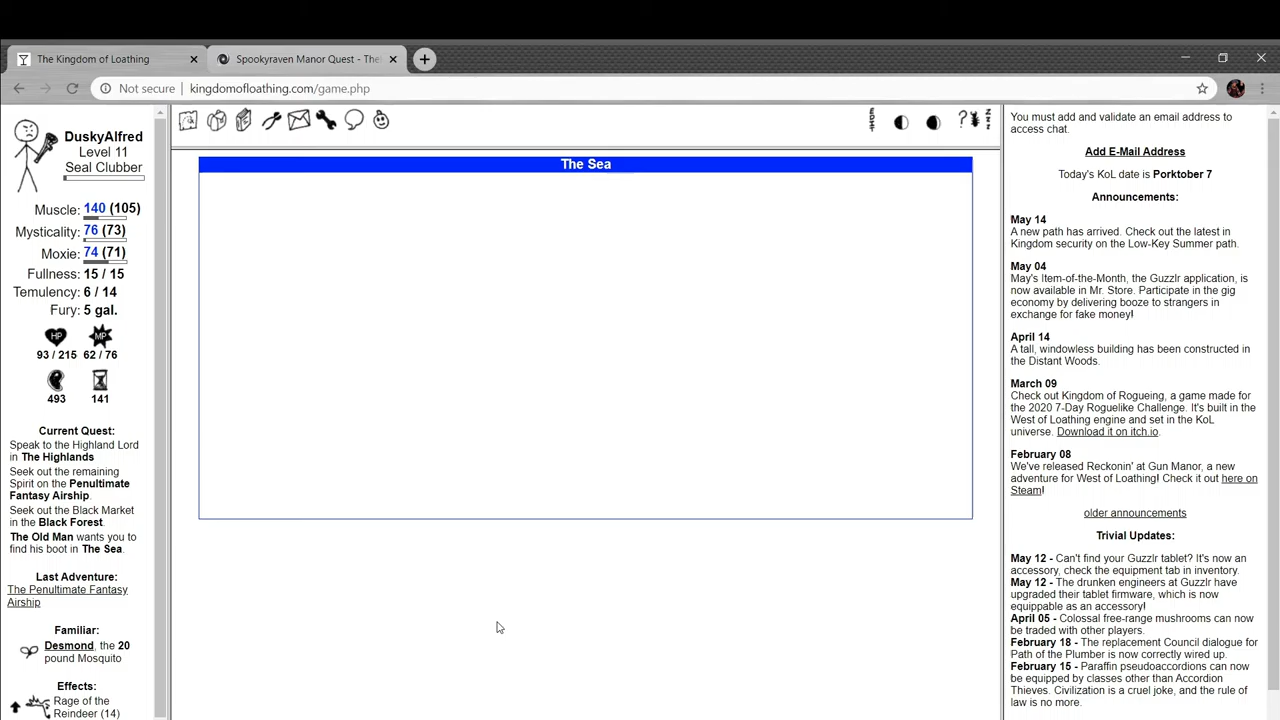 The Kingdom of Loathing
Spookyraven Manor Quest - The
Not secure
kingdomofloathing.com/game.php
DuskyAlfred
Level 11
Seal Clubber
Muscle: 140 (105)
Mysticality: 76 (73)
Moxie: 74 (71)
Fullness: 15 / 15
Temulency: 6 / 14
Fury: 5 gal.
HP MP
93 / 215 62 / 76
493 141
Current Quest:
Speak to the Highland Lord
in The Highlands
Seek out the remaining
Spirit on the Penultimate
Fantasy Airship.
Seek out the Black Market
in the Black Forest.
The Old Man wants you to
find his boot in The Sea.
Last Adventure:
The Penultimate Fantasy
Airship
Familiar:
Desmond, the 20
pound Mosquito
Effects:
Rage of the
Reindeer (14)
EDIT
? ZZZ
The Sea
You must add and validate an email address to
access chat.
Add E-Mail Address
Today's KoL date is Porktober 7
Announcements:
May 14
A new path has arrived. Check out the latest in
Kingdom security on the Low-Key Summer path.
May 04
May's Item-of-the-Month, the Guzzlr application, is
now available in Mr. Store. Participate in the gig
economy by delivering booze to strangers in
exchange for fake money!
April 14
A tall, windowless building has been constructed in
the Distant Woods.
March 09
Check out Kingdom of Rogueing, a game made for
the 2020 7-Day Roguelike Challenge. It's built in the
West of Loathing engine and set in the KoL
universe. Download it on itch.io.
February 08
We've released Reckonin' at Gun Manor, a new
adventure for West of Loathing! Check it out here on
Steam!
older announcements
Trivial Updates:
May 12 - Can't find your Guzzlr tablet? It's now an
accessory, check the equipment tab in inventory.
May 12 - The drunken engineers at Guzzlr have
upgraded their tablet firmware, which is now
equippable as an accessory!
April 05 - Colossal free-range mushrooms can now
be traded with other players.
February 18 - The replacement Council dialogue for
Path of the Plumber is now correctly wired up.
February 15 - Paraffin pseudoaccordions can now
be equipped by classes other than Accordion
Thieves. Civilization is a cruel joke, and the rule of
law is no more.